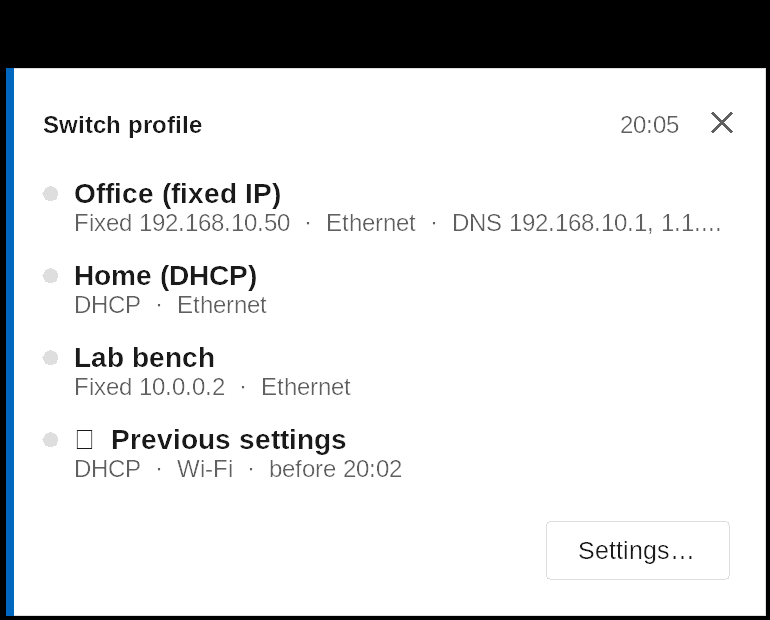 Switch profile
20:05
Office (fixed IP)
Fixed 192.168.10.50 · Ethernet · DNS 192.168.10.1, 1.1....
Home (DHCP)
DHCP · Ethernet
Lab bench
Fixed 10.0.0.2 · Ethernet
Previous settings
DHCP · Wi-Fi · before 20:02
Settings...